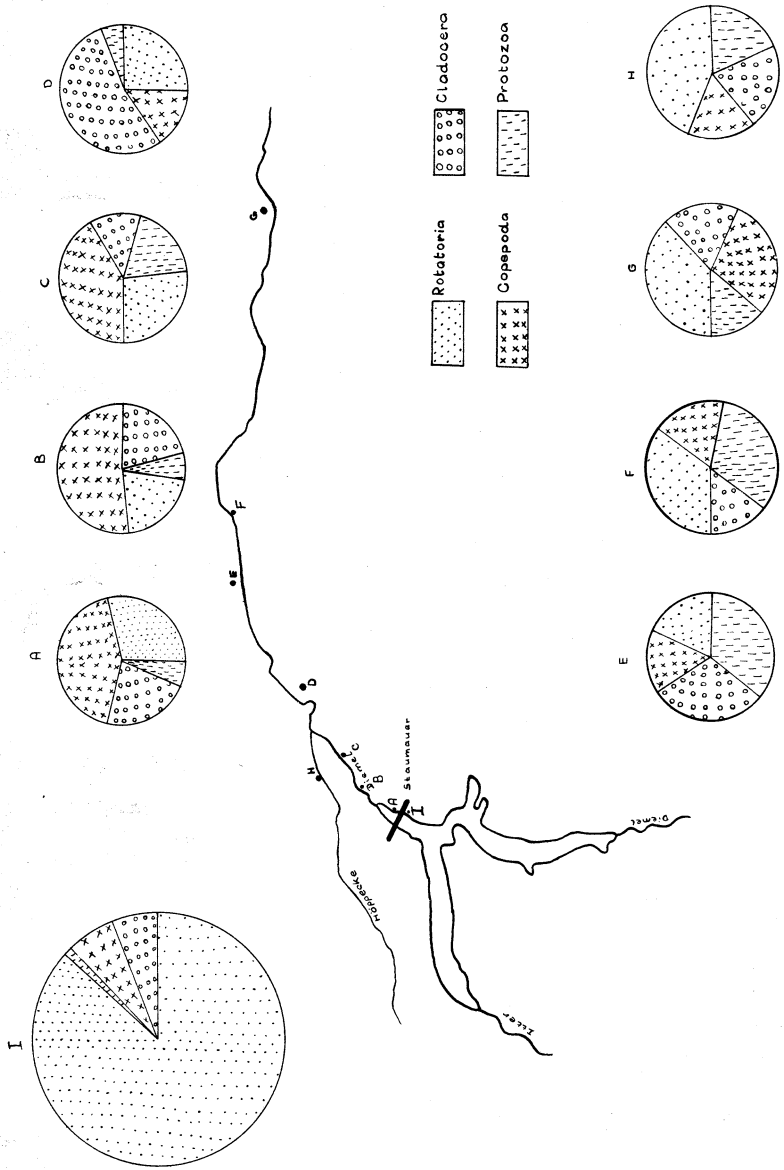 I
A
B
C
D
H
Hoppecke
Diemel
A
B
C
I
Staumauer
D
E
F
G
Itter
Diemel
Rotatoria
Cladocera
Copepoda
Protozoa
E
F
G
H